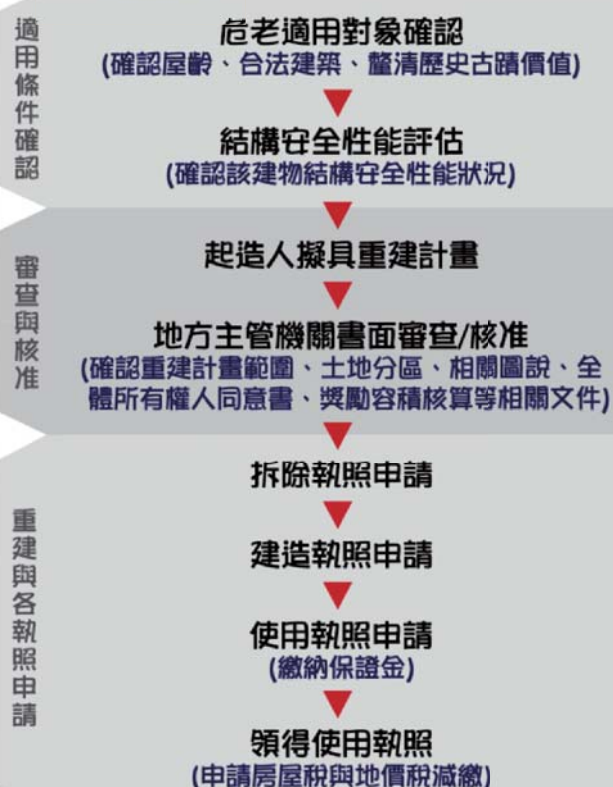 適用條件確認
危老適用對象確認
(確認屋齡、合法建築、釐清歷史古蹟價值)
結構安全性能評估
(確認該建物結構安全性能狀況)
審查與核准
起造人擬具重建計畫
地方主管機關書面審查/核准
(確認重建計畫範圍、土地分區、相關圖說、全
體所有權人同意書、獎勵容積核算等相關文件)
重建與各執照申請
拆除執照申請
建造執照申請
使用執照申請
(繳納保證金)
領得使用執照
(申請房屋稅與地價稅減繳)